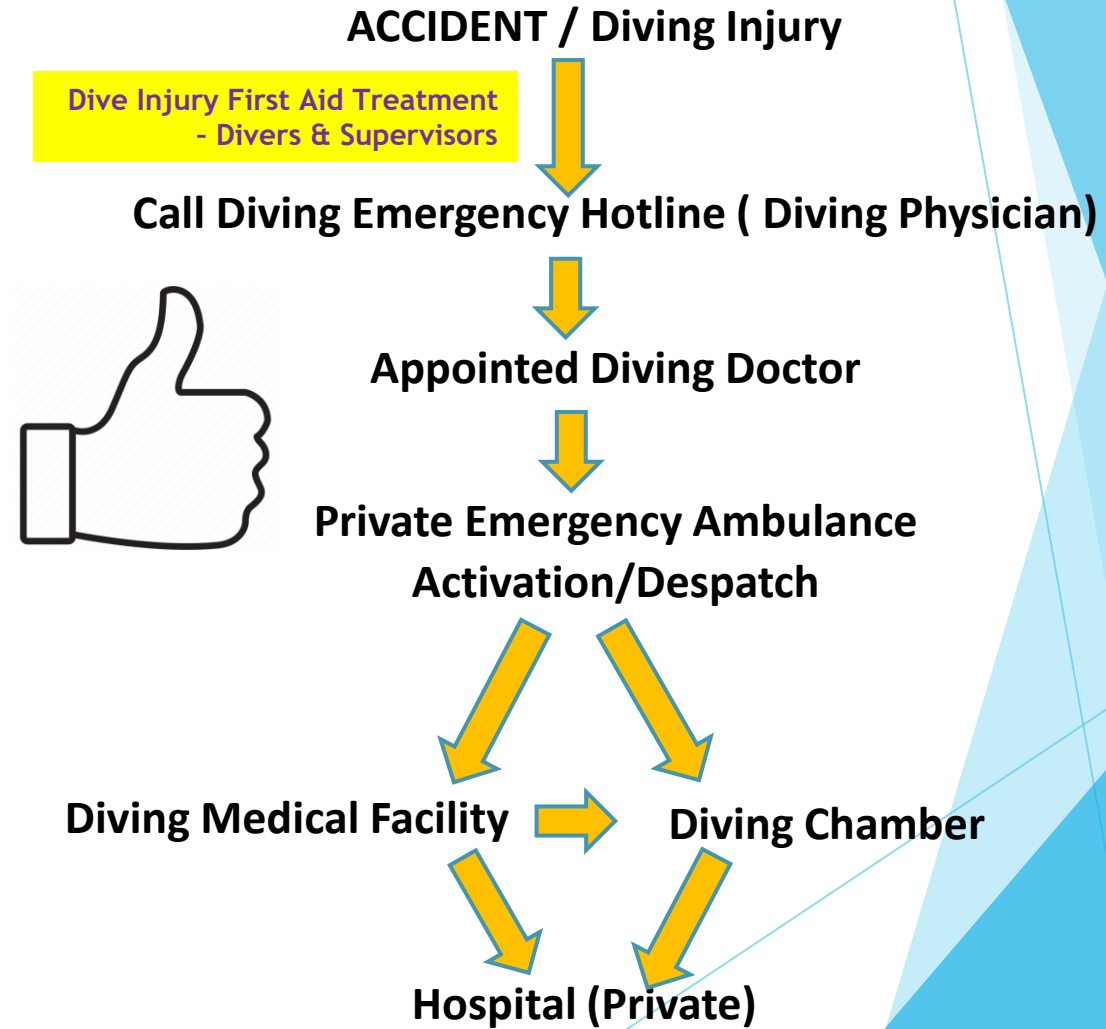 ACCIDENT / Diving Injury
Dive Injury First Aid Treatment
– Divers & Supervisors
Call Diving Emergency Hotline ( Diving Physician)
Appointed Diving Doctor
Private Emergency Ambulance
Activation/Despatch
Diving Medical Facility
Diving Chamber
Hospital (Private)